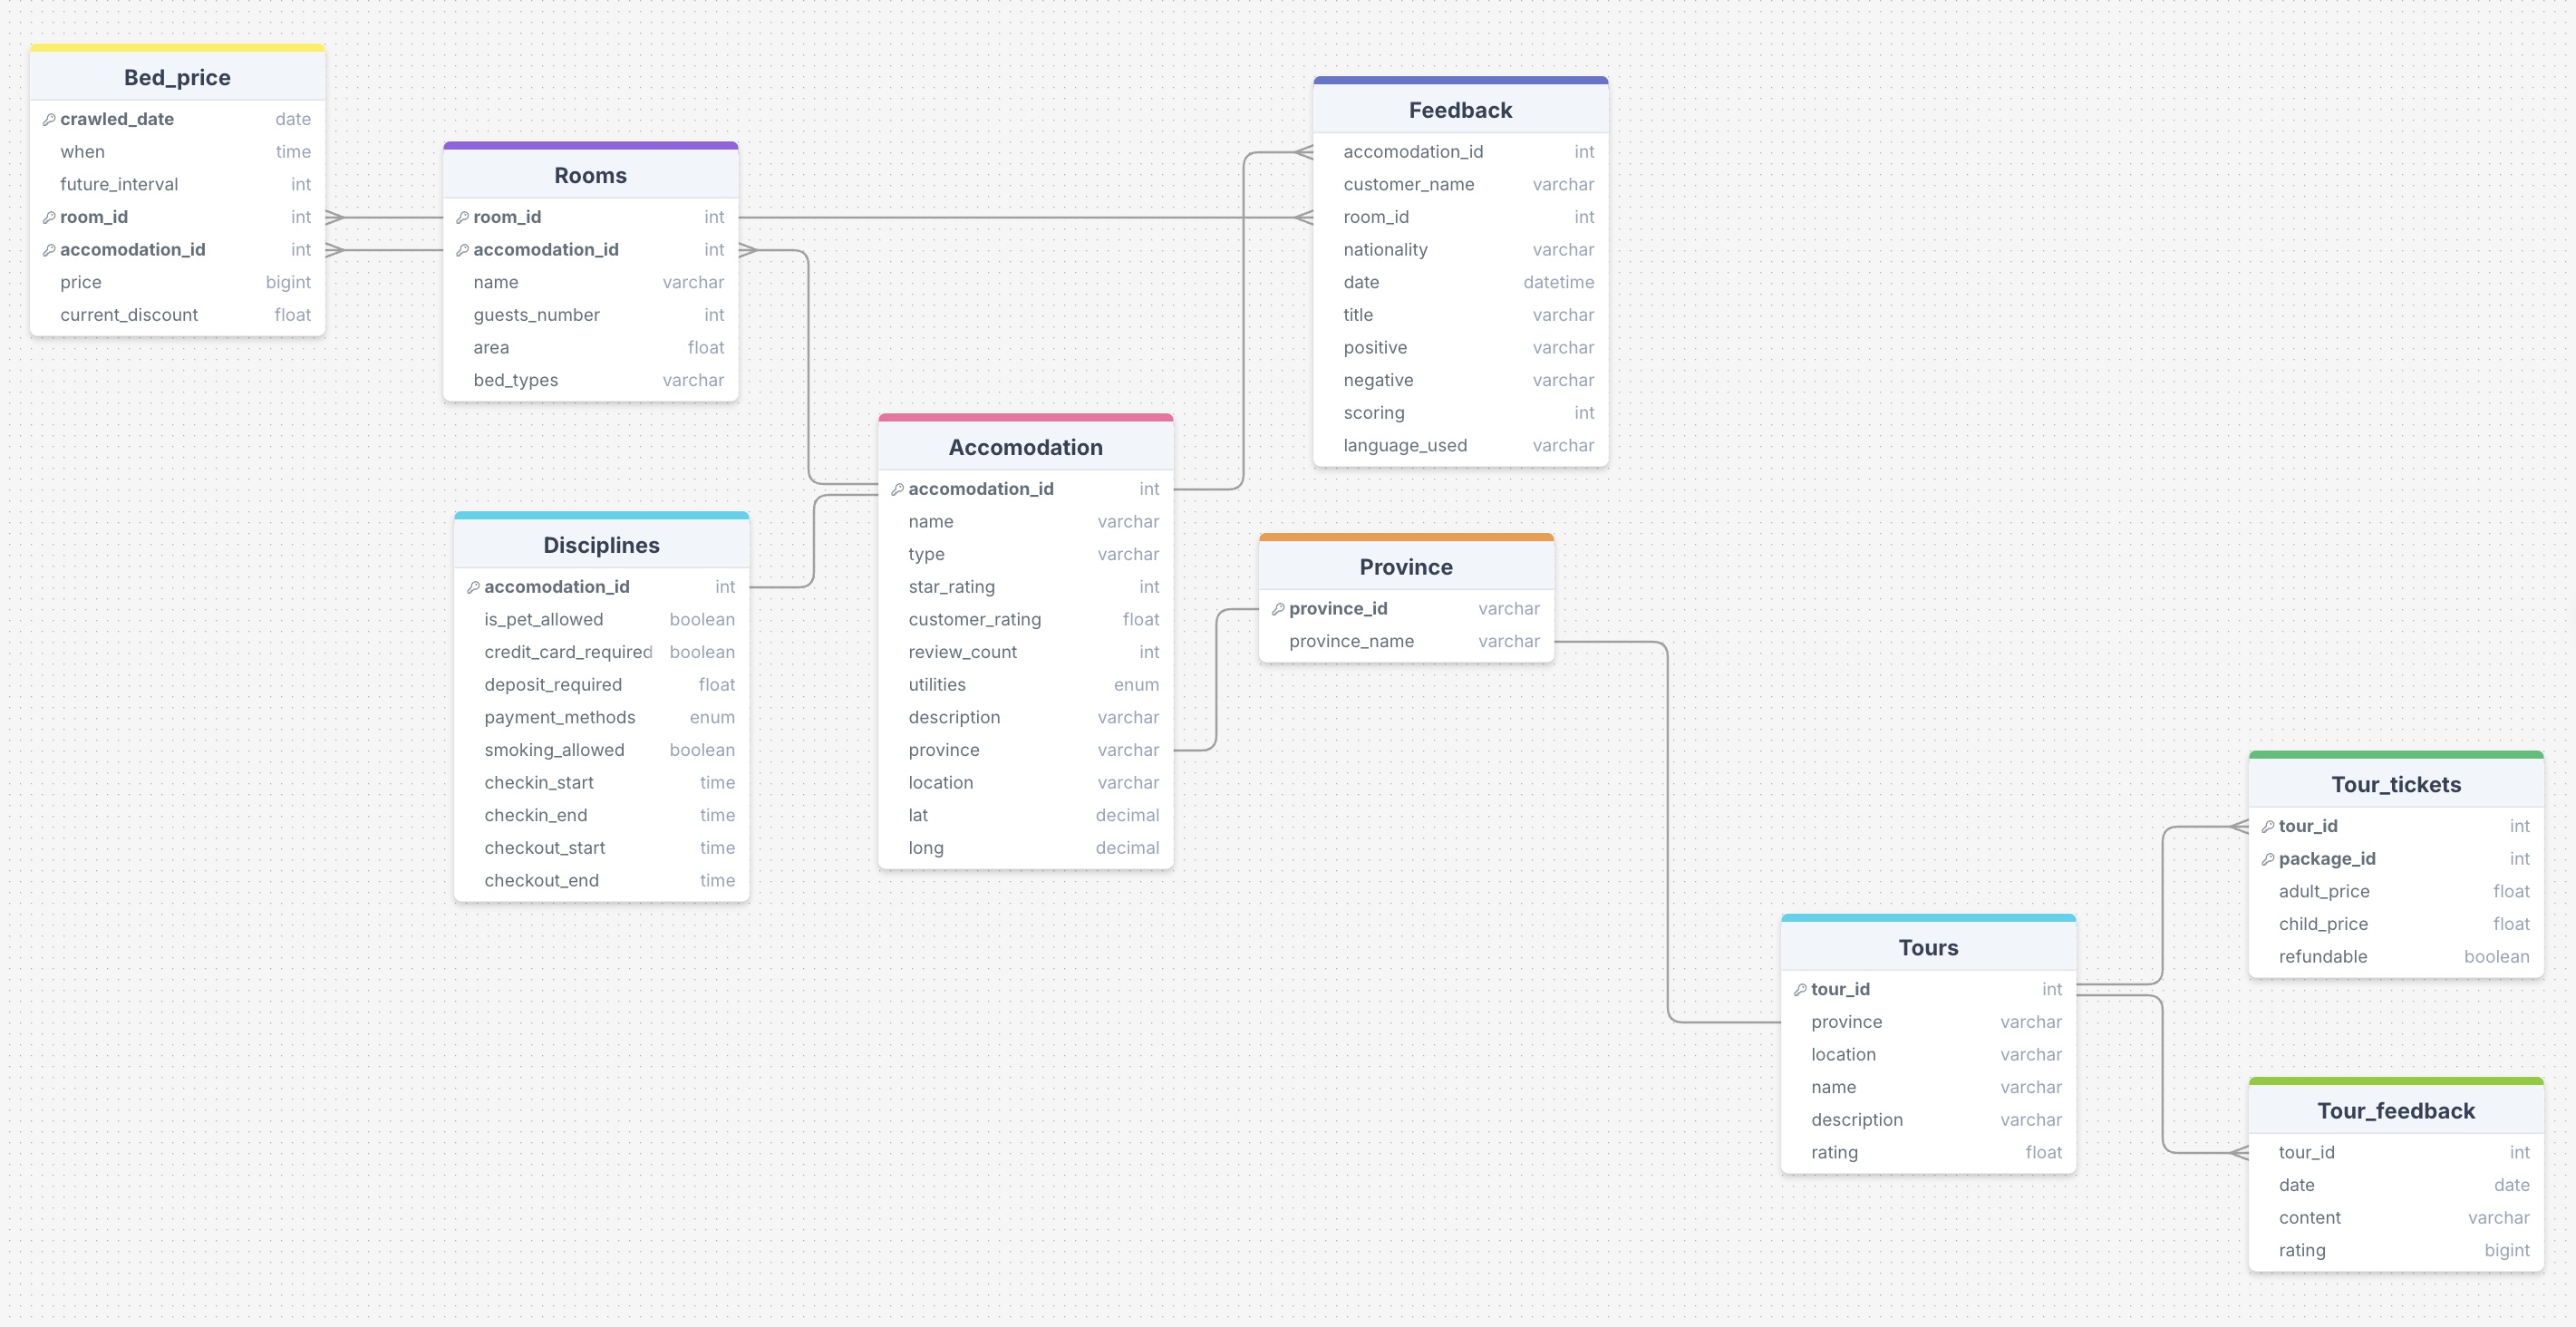 Bed_price
crawled_date date
when time
future_interval int
room_id int
accomodation_id int
price bigint
current_discount float
Rooms
room_id int
accomodation_id int
name varchar
guests_number int
area float
bed_types varchar
Feedback
accomodation_id int
customer_name varchar
room_id int
nationality varchar
date datetime
title varchar
positive varchar
negative varchar
scoring int
language_used varchar
Accomodation
accomodation_id int
name varchar
type varchar
star_rating int
customer_rating float
review_count int
utilities enum
description varchar
province varchar
location varchar
lat decimal
long decimal
Disciplines
accomodation_id int
is_pet_allowed boolean
credit_card_required boolean
deposit_required float
payment_methods enum
smoking_allowed boolean
checkin_start time
checkin_end time
checkout_start time
checkout_end time
Province
province_id varchar
province_name varchar
Tours
tour_id int
province varchar
location varchar
name varchar
description varchar
rating float
Tour_tickets
tour_id int
package_id int
adult_price float
child_price float
refundable boolean
Tour_feedback
tour_id int
date date
content varchar
rating bigint